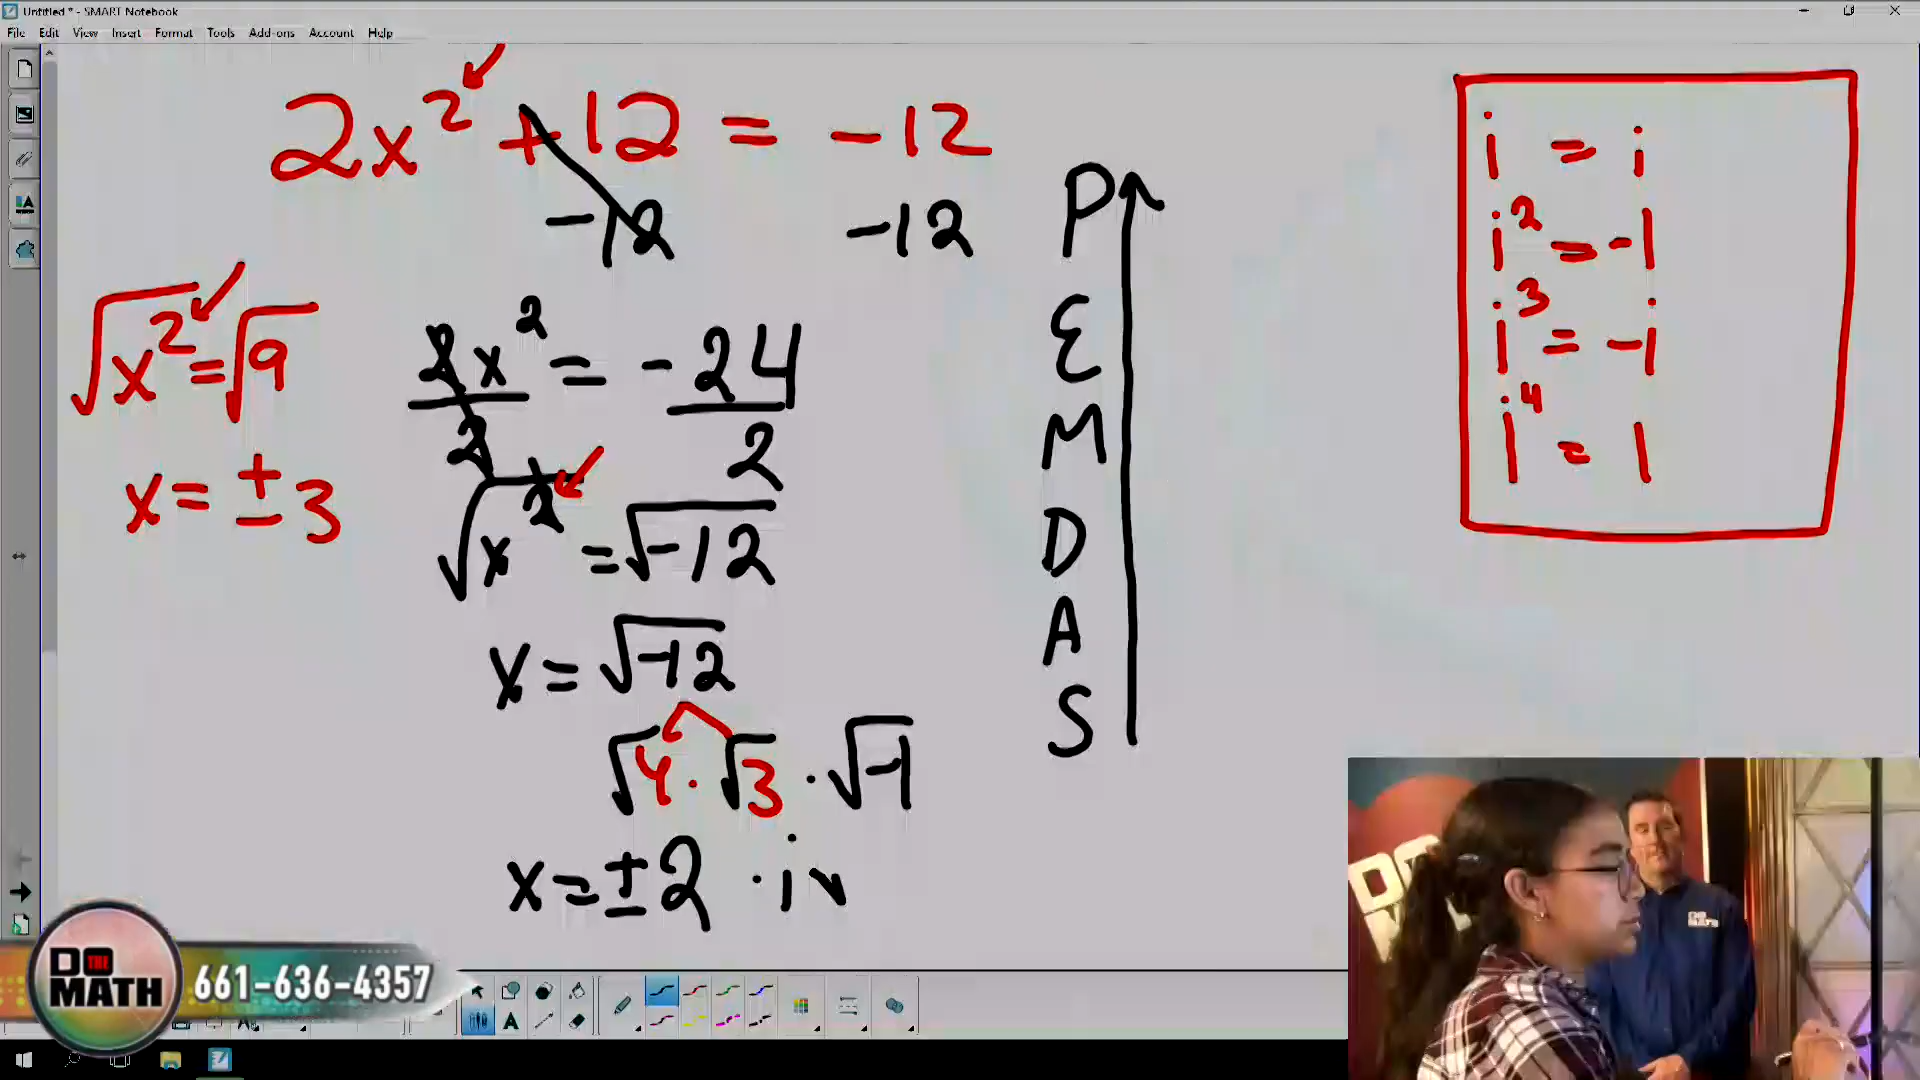 Untitled * - SMART Notebook
File Edit View Insert Format Tools Add-ons Account Help
2x² +12 = -12
-12 -12
2x² = -24
2 2
√x² = √-12
x = √-12
√4 · √3 · √-1
x = ± 2 · i
√x² = √9
x = ± 3
P
E
M
D
A
S
i = i
i² = -1
i³ = -i
i⁴ = 1
DO THE MATH
661-636-4357
DO
MATH